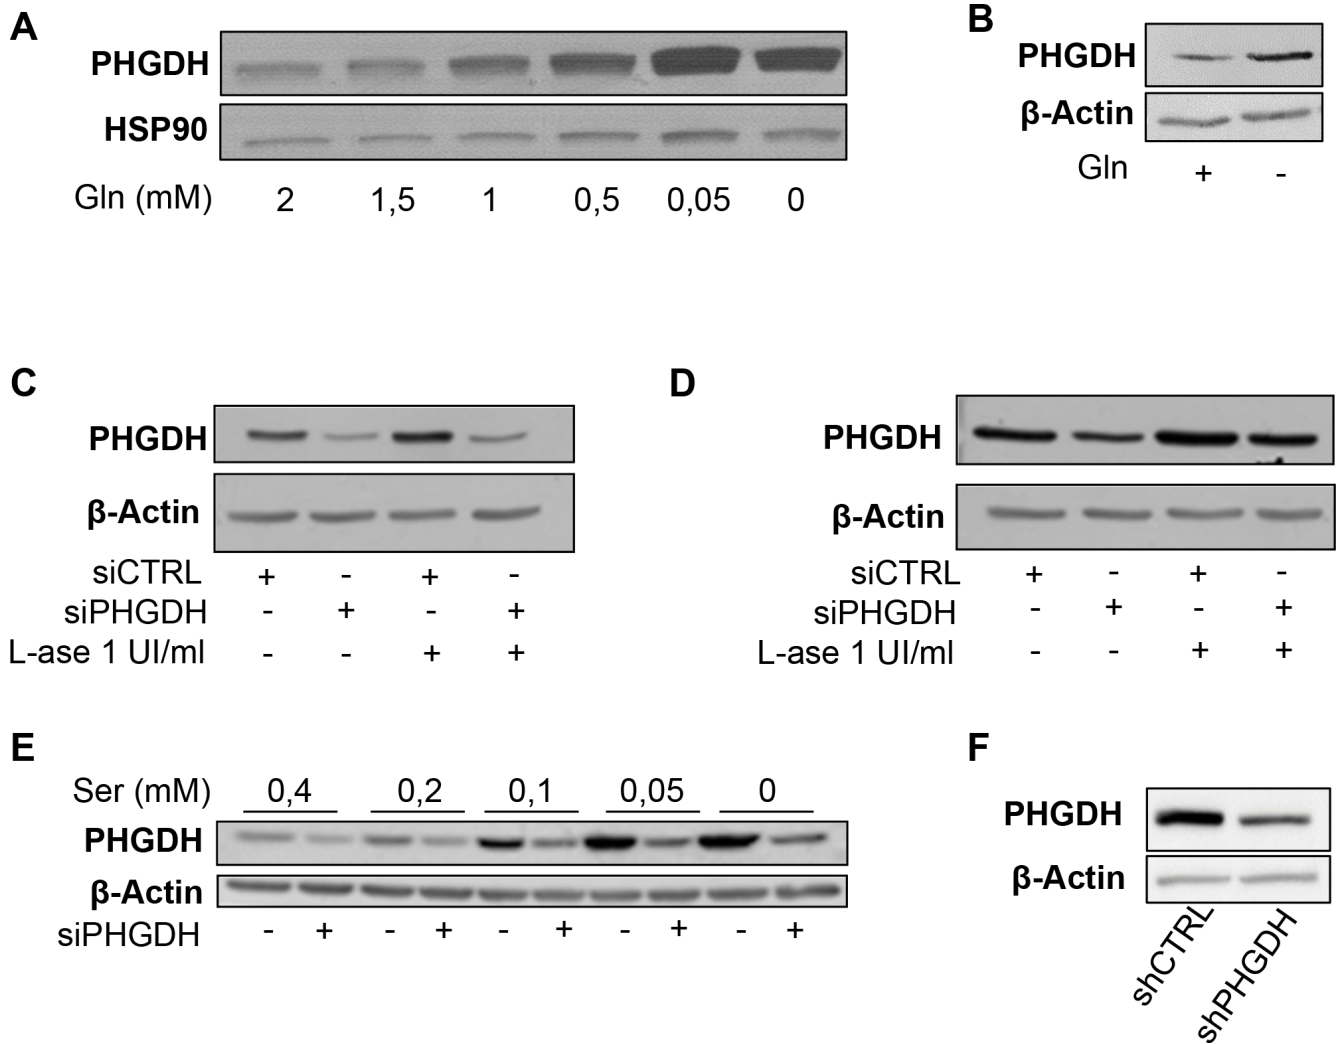 A
PHGDH
HSP90
Gln (mM) 2 1,5 1 0,5 0,05 0
B
PHGDH
β-Actin
Gln + -
C
PHGDH
β-Actin
siCTRL + - + -
siPHGDH - + - +
L-ase 1 UI/ml - - + +
D
PHGDH
β-Actin
siCTRL + - + -
siPHGDH - + - +
L-ase 1 UI/ml - - + +
E
Ser (mM) 0,4 0,2 0,1 0,05 0
PHGDH
β-Actin
siPHGDH - + - + - + - + - +
F
PHGDH
β-Actin
shCTRL
shPHGDH